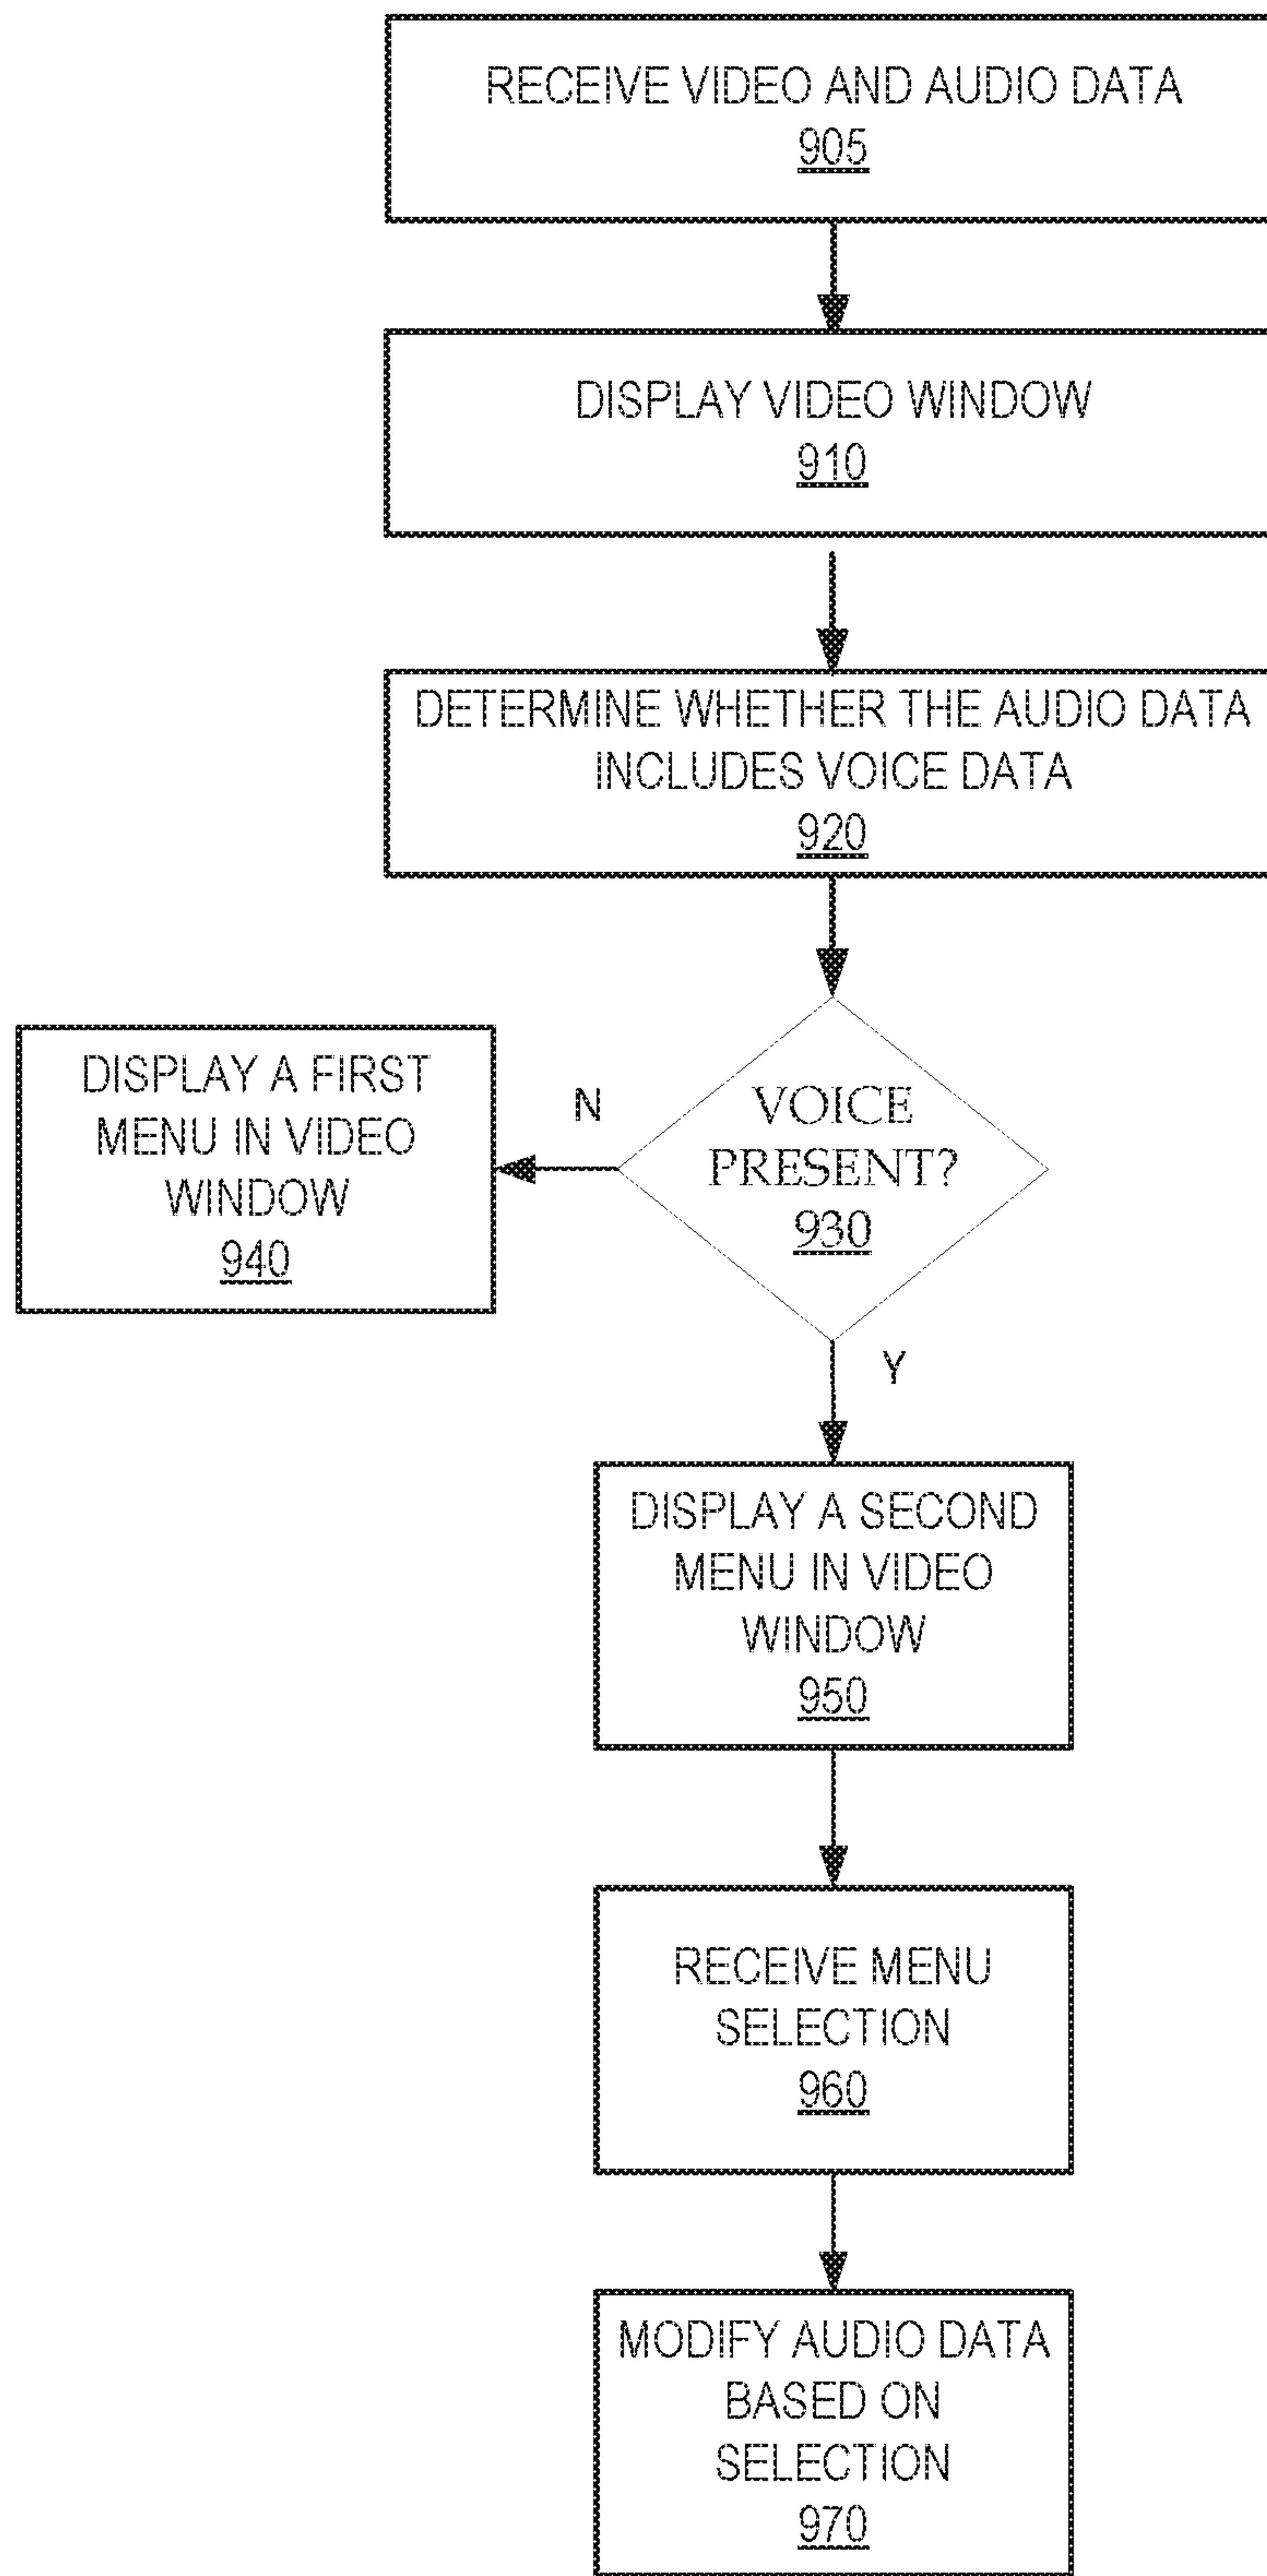 RECEIVE VIDEO AND AUDIO DATA
905
DISPLAY VIDEO WINDOW
910
DETERMINE WHETHER THE AUDIO DATA
INCLUDES VOICE DATA
920
VOICE
PRESENT?
930
N
DISPLAY A FIRST
MENU IN VIDEO
WINDOW
940
Y
DISPLAY A SECOND
MENU IN VIDEO
WINDOW
950
RECEIVE MENU
SELECTION
960
MODIFY AUDIO DATA
BASED ON
SELECTION
970